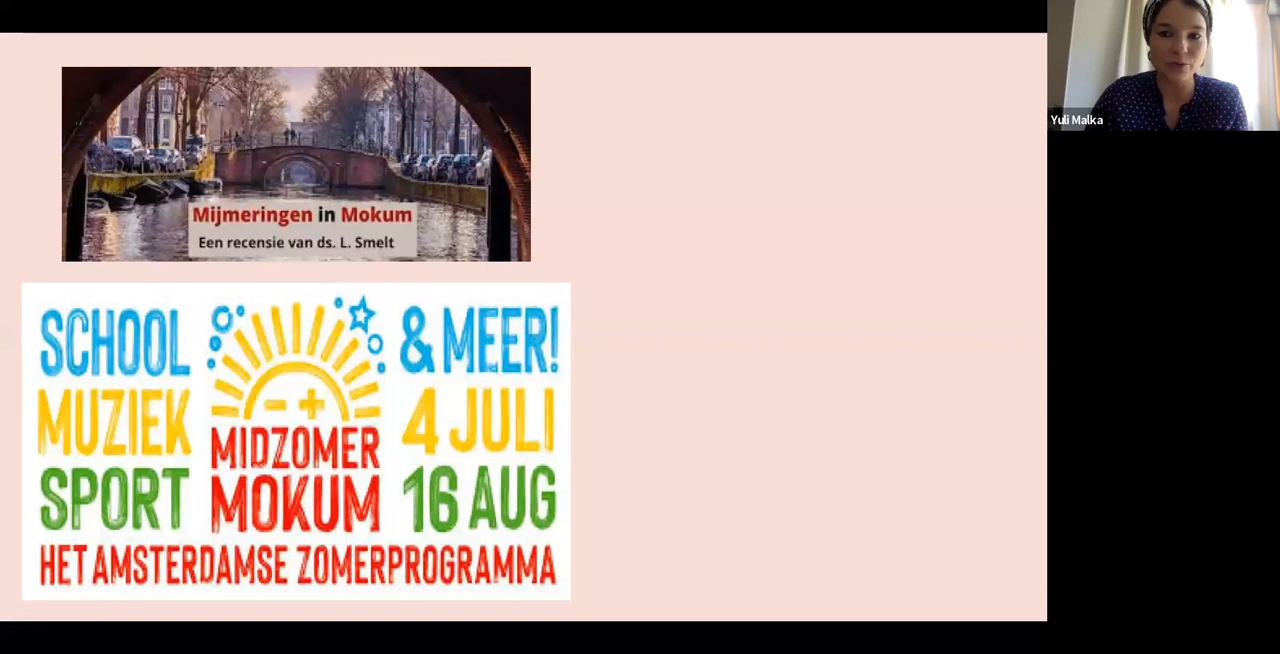 Mijmeringen in Mokum
Een recensie van ds. L. Smelt
SCHOOL
MUZIEK
SPORT
MIDZOMER
MOKUM
& MEER!
4 JULI
16 AUG
HET AMSTERDAMSE ZOMERPROGRAMMA
Yuli Malka